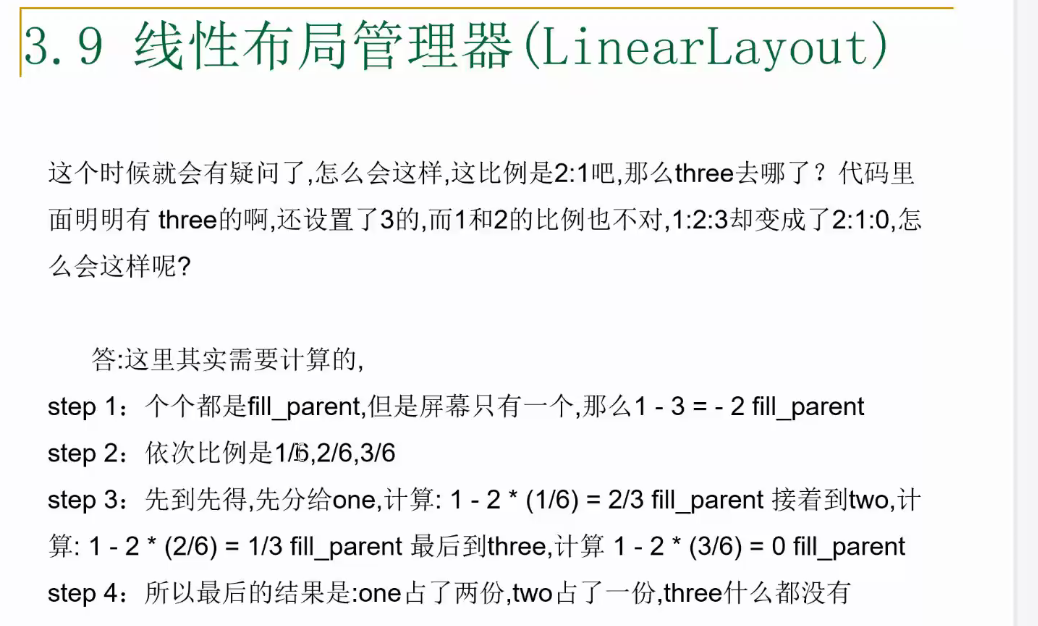 3.9 线性布局管理器(LinearLayout)
这个时候就会有疑问了,怎么会这样,这比例是2:1吧,那么three去哪了？代码里
面明明有 three的啊,还设置了3的,而1和2的比例也不对,1:2:3却变成了2:1:0,怎
么会这样呢?
答:这里其实需要计算的,
step 1：个个都是fill_parent,但是屏幕只有一个,那么1 - 3 = - 2 fill_parent
step 2：依次比例是1/6,2/6,3/6
step 3：先到先得,先分给one,计算: 1 - 2 * (1/6) = 2/3 fill_parent 接着到two,计
算: 1 - 2 * (2/6) = 1/3 fill_parent 最后到three,计算 1 - 2 * (3/6) = 0 fill_parent
step 4：所以最后的结果是:one占了两份,two占了一份,three什么都没有